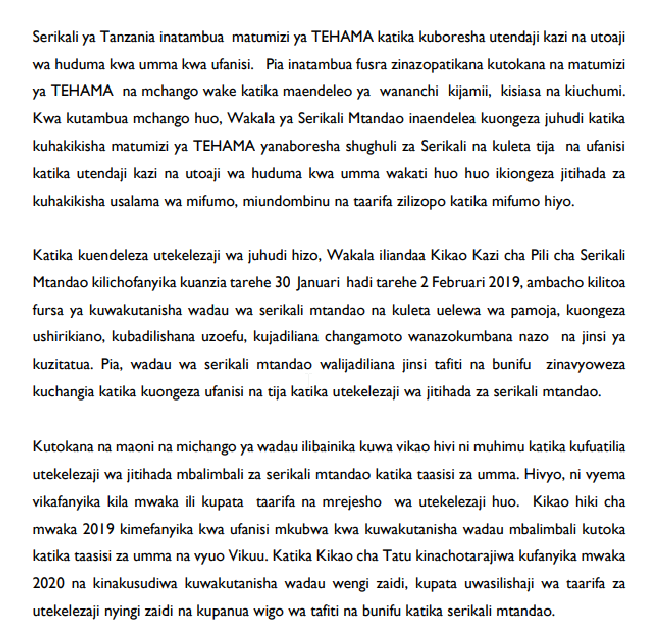 Serikali ya Tanzania inatambua matumizi ya TEHAMA katika kuboresha utendaji kazi na utoaji
wa huduma kwa umma kwa ufanisi. Pia inatambua fusra zinazopatikana kutokana na matumizi
ya TEHAMA na mchango wake katika maendeleo ya wananchi kijamii, kisiasa na kiuchumi.
Kwa kutambua mchango huo, Wakala ya Serikali Mtandao inaendelea kuongeza juhudi katika
kuhakikisha matumizi ya TEHAMA yanaboresha shughuli za Serikali na kuleta tija na ufanisi
katika utendaji kazi na utoaji wa huduma kwa umma wakati huo huo ikiongeza jitihada za
kuhakikisha usalama wa mifumo, miundombinu na taarifa zilizopo katika mifumo hiyo.
Katika kuendeleza utekelezaji wa juhudi hizo, Wakala iliandaa Kikao Kazi cha Pili cha Serikali
Mtandao kilichofanyika kuanzia tarehe 30 Januari hadi tarehe 2 Februari 2019, ambacho kilitoa
fursa ya kuwakutanisha wadau wa serikali mtandao na kuleta uelewa wa pamoja, kuongeza
ushirikiano, kubadilishana uzoefu, kujadiliana changamoto wanazokumbana nazo na jinsi ya
kuzitatua. Pia, wadau wa serikali mtandao walijadiliana jinsi tafiti na bunifu zinavyoweza
kuchangia katika kuongeza ufanisi na tija katika utekelezaji wa jitihada za serikali mtandao.
Kutokana na maoni na michango ya wadau ilibainika kuwa vikao hivi ni muhimu katika kufuatilia
utekelezaji wa jitihada mbalimbali za serikali mtandao katika taasisi za umma. Hivyo, ni vyema
vikafanyika kila mwaka ili kupata taarifa na mrejesho wa utekelezaji huo. Kikao hiki cha
mwaka 2019 kimefanyika kwa ufanisi mkubwa kwa kuwakutanisha wadau mbalimbali kutoka
katika taasisi za umma na vyuo Vikuu. Katika Kikao cha Tatu kinachotarajiwa kufanyika mwaka
2020 na kinakusudiwa kuwakutanisha wadau wengi zaidi, kupata uwasilishaji wa taarifa za
utekelezaji nyingi zaidi na kupanua wigo wa tafiti na bunifu katika serikali mtandao.